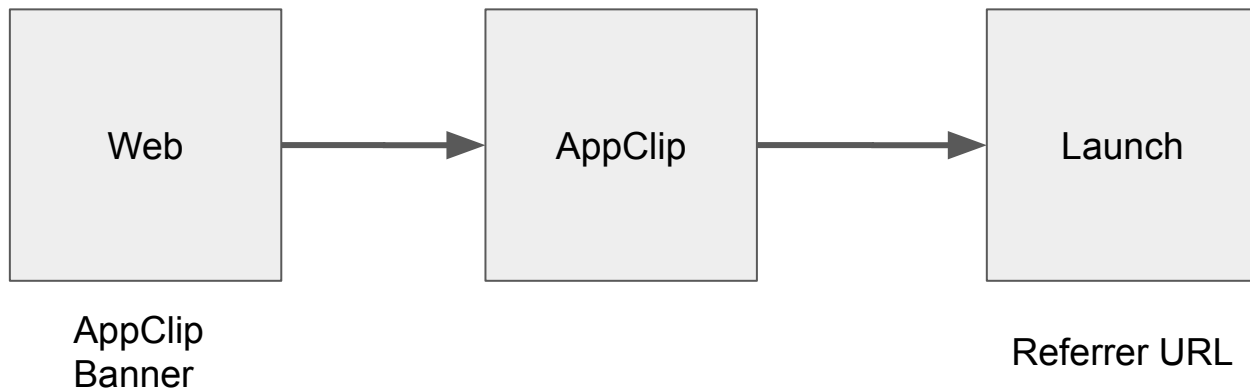 Web
AppClip
Launch
AppClip
Banner
Referrer URL